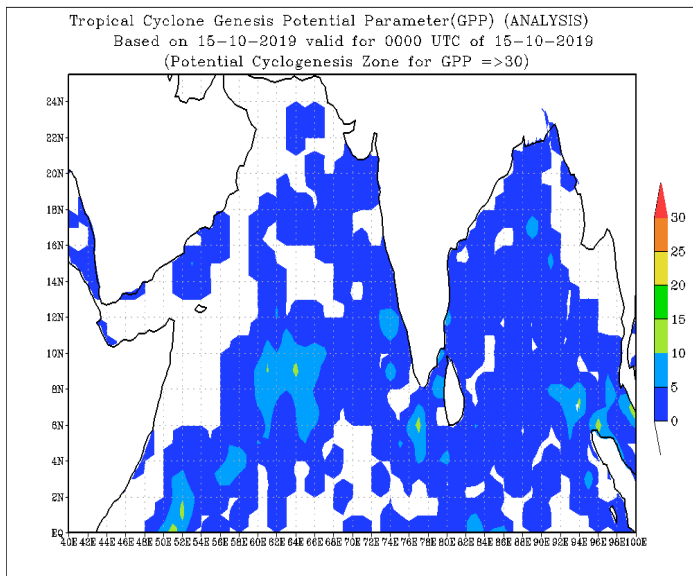 Tropical Cyclone Genesis Potential Parameter(GPP) (ANALYSIS)
Based on 15-10-2019 valid for 0000 UTC of 15-10-2019
(Potential Cyclogenesis Zone for GPP =>30)
24N
22N
20N
18N
16N
14N
12N
10N
8N
6N
4N
2N
EQ
40E 42E 44E 46E 48E 50E 52E 54E 56E 58E 60E 62E 64E 66E 68E 70E 72E 74E 76E 78E 80E 82E 84E 86E 88E 90E 92E 94E 96E 98E 100E
30
25
20
15
10
5
0